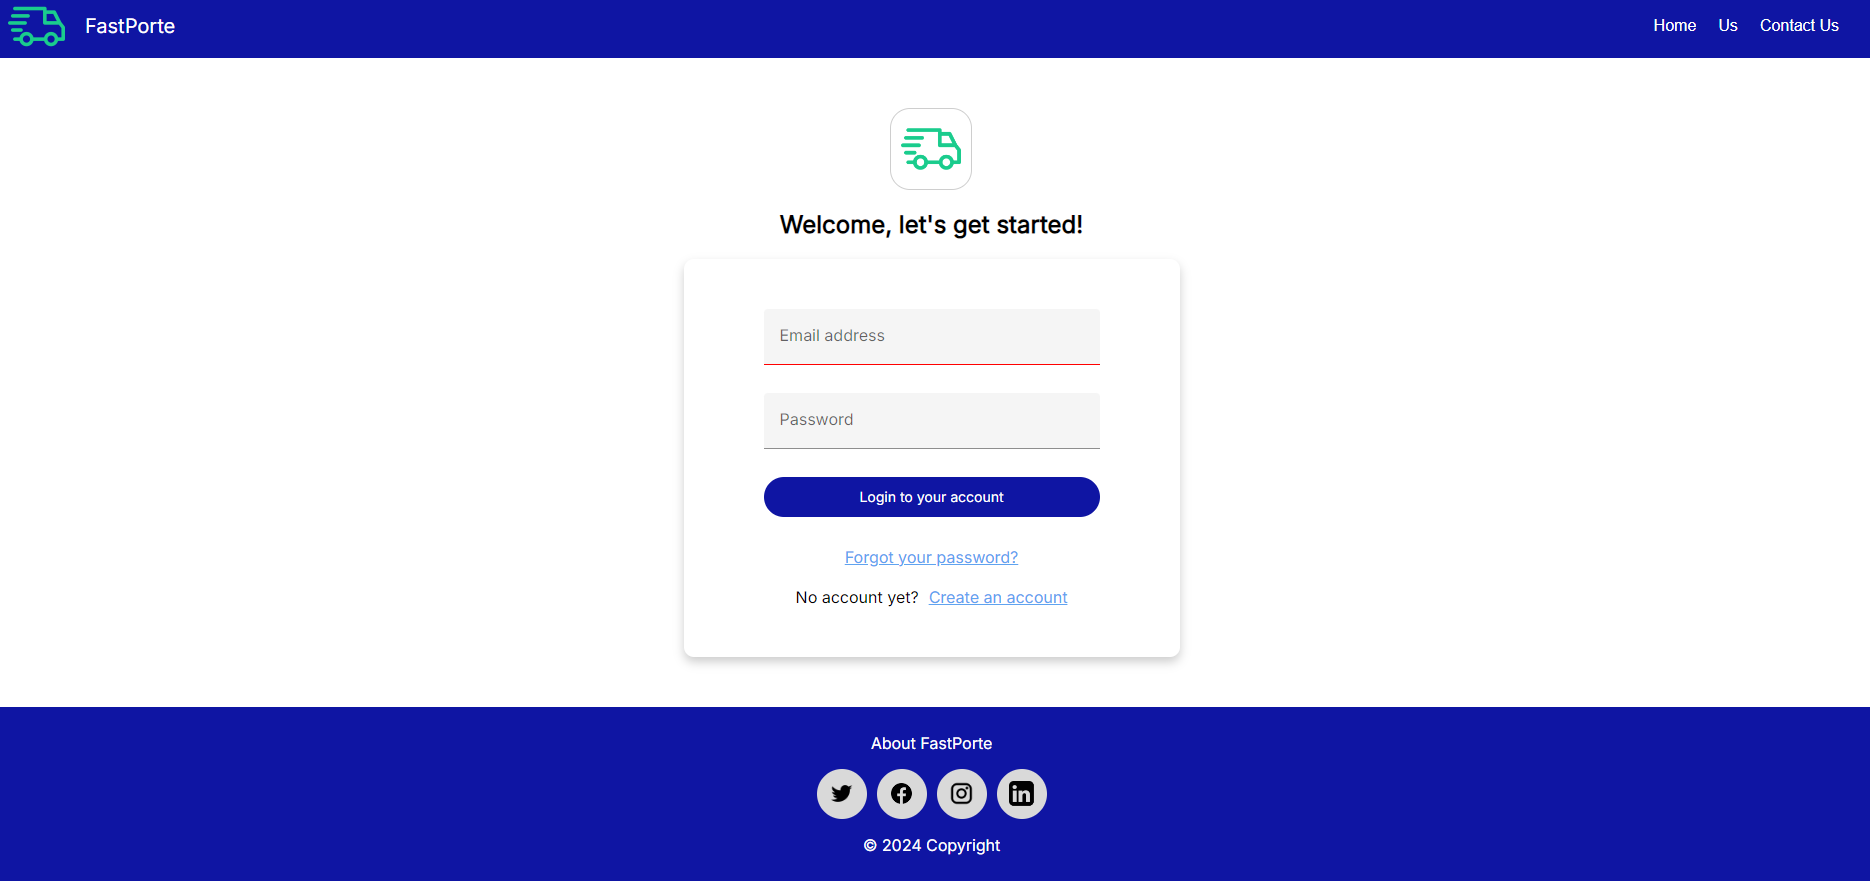 FastPorte
Home Us Contact Us
Welcome, let's get started!
Email address
Password
Login to your account
Forgot your password?
No account yet? Create an account
About FastPorte
© 2024 Copyright